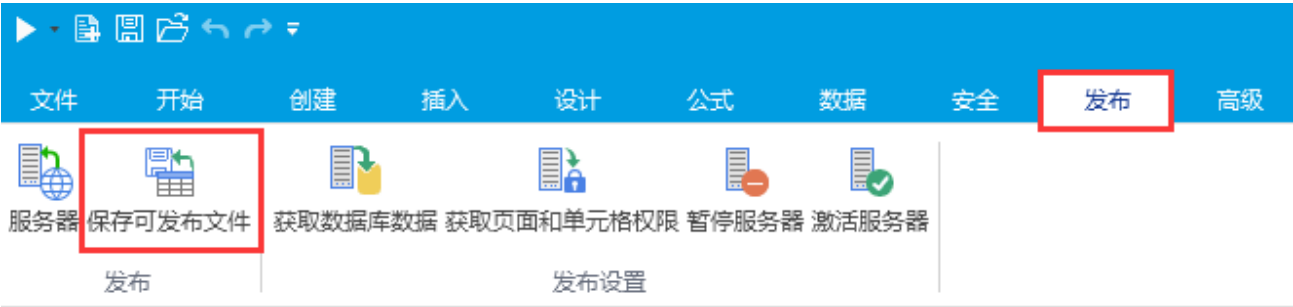 文件 开始 创建 插入 设计 公式 数据 安全 发布 高级
服务器 保存可发布文件 获取数据库数据 获取页面和单元格权限 暂停服务器 激活服务器
发布 发布设置